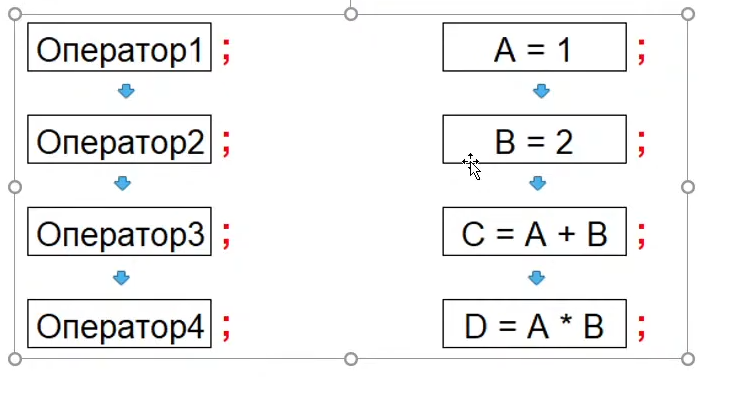 Оператор1 ; A = 1 ;
Оператор2 ; B = 2 ;
Оператор3 ; C = A + B ;
Оператор4 ; D = A * B ;